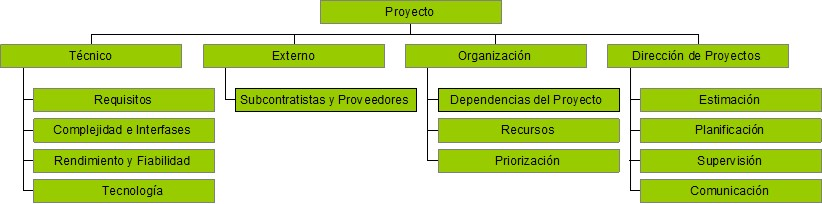 Proyecto
Técnico
Externo
Organización
Dirección de Proyectos
Requisitos
Complejidad e Interfases
Rendimiento y Fiabilidad
Tecnología
Subcontratistas y Proveedores
Dependencias del Proyecto
Recursos
Priorización
Estimación
Planificación
Supervisión
Comunicación